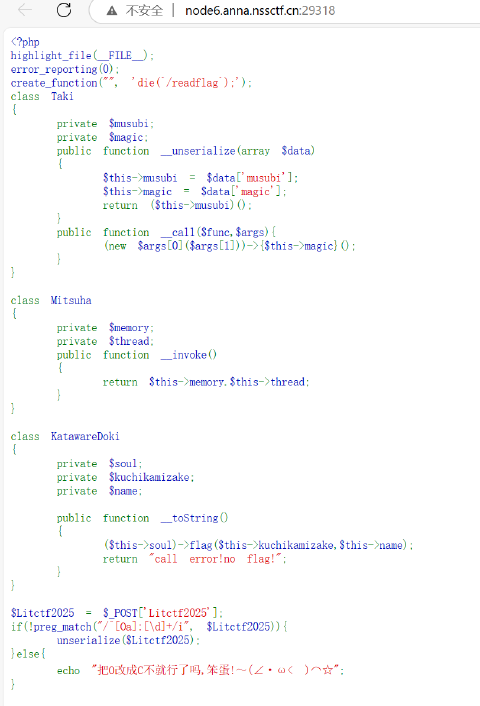 不安全 | node6.anna.nssctf.cn:29318
<?php
highlight_file(__FILE__);
error_reporting(0);
create_function("", 'die(`/readflag`);');
class Taki
{
private $musubi;
private $magic;
public function __unserialize(array $data)
{
$this->musubi = $data['musubi'];
$this->magic = $data['magic'];
return ($this->musubi)();
}
public function __call($func,$args){
(new $args[0]($args[1]))->{$this->magic}();
}
}
class Mitsuha
{
private $memory;
private $thread;
public function __invoke()
{
return $this->memory.$this->thread;
}
}
class KatawareDoki
{
private $soul;
private $kuchikamizake;
private $name;
public function __toString()
{
($this->soul)->flag($this->kuchikamizake,$this->name);
return "call error!no flag!";
}
}
$Litctf2025 = $_POST['Litctf2025'];
if(!preg_match("/^[Oa]:[\d]+/i", $Litctf2025)){
unserialize($Litctf2025);
}else{
echo "把O改成C不就行了吗,笨蛋!～(∠・ω< )⌒☆";
}